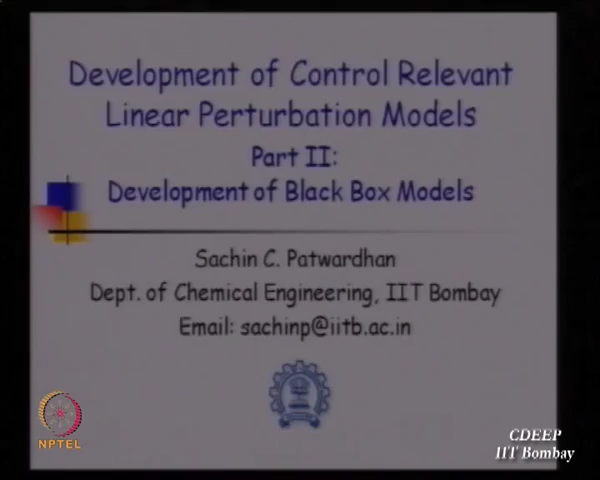 Development of Control Relevant
Linear Perturbation Models
Part II:
Development of Black Box Models
Sachin C. Patwardhan
Dept. of Chemical Engineering, IIT Bombay
Email: sachinp@iitb.ac.in
NPTEL
CDEEP
IIT Bombay